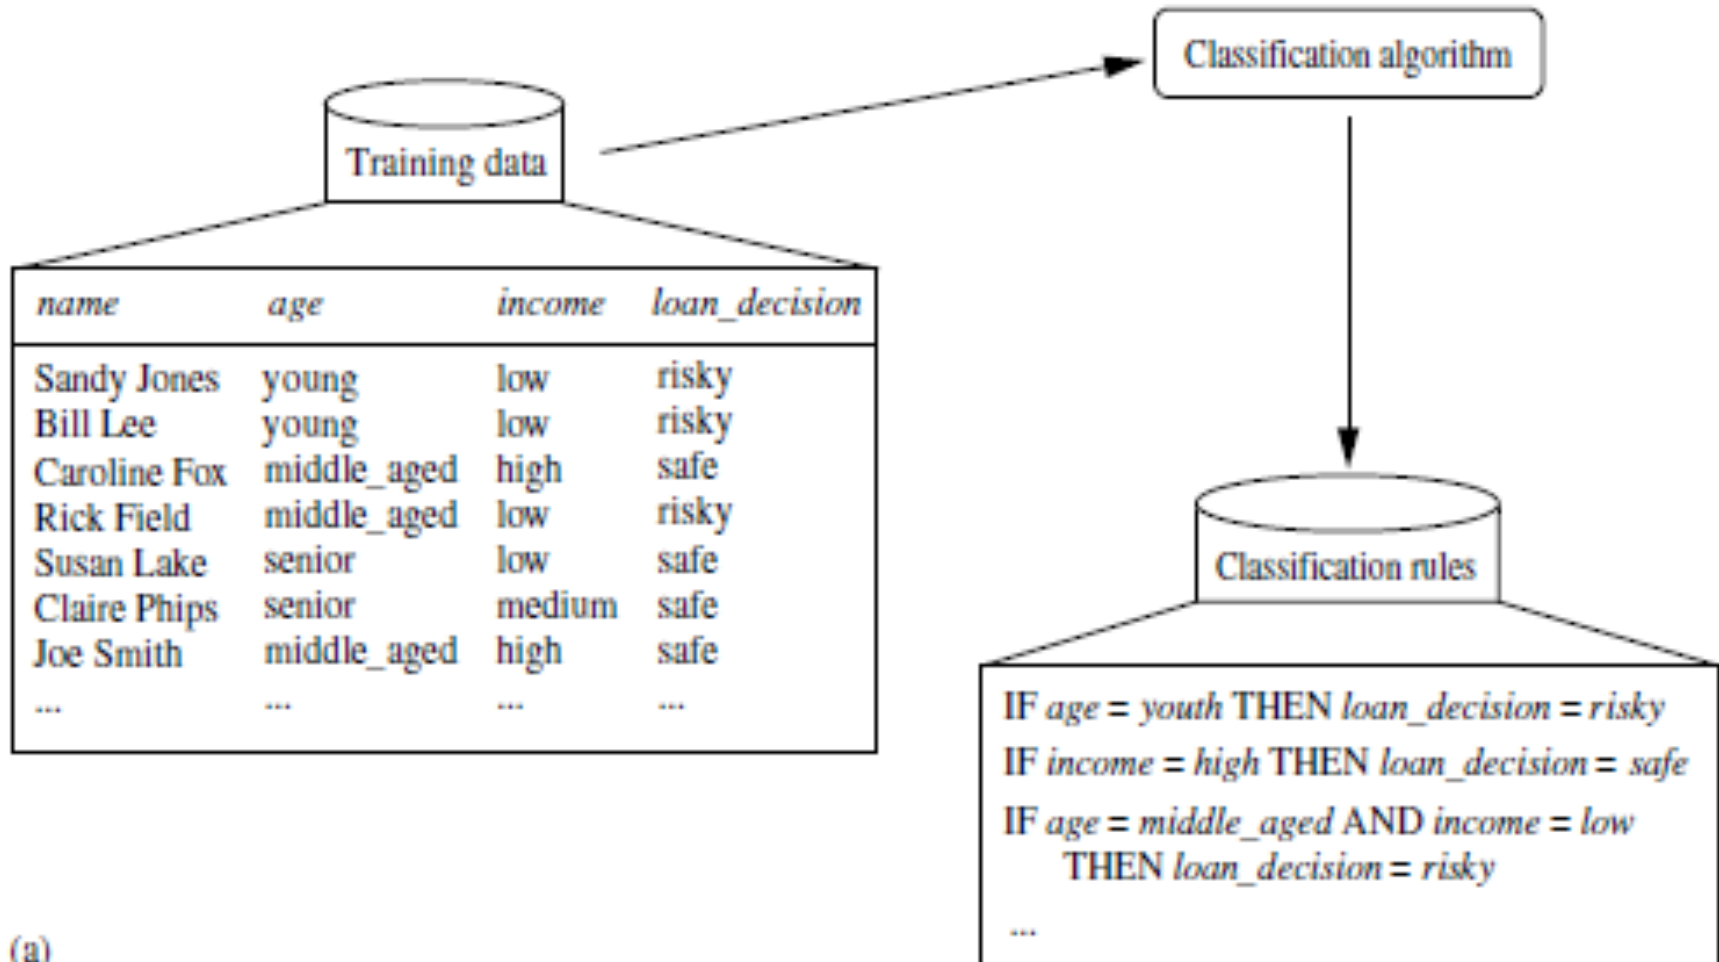 Classification algorithm
Training data
name age income loan_decision
Sandy Jones young low risky
Bill Lee young low risky
Caroline Fox middle_aged high safe
Rick Field middle_aged low risky
Susan Lake senior low safe
Claire Phips senior medium safe
Joe Smith middle_aged high safe
... ... ... ...
Classification rules
IF age = youth THEN loan_decision = risky
IF income = high THEN loan_decision = safe
IF age = middle_aged AND income = low
THEN loan_decision = risky
...
(a)